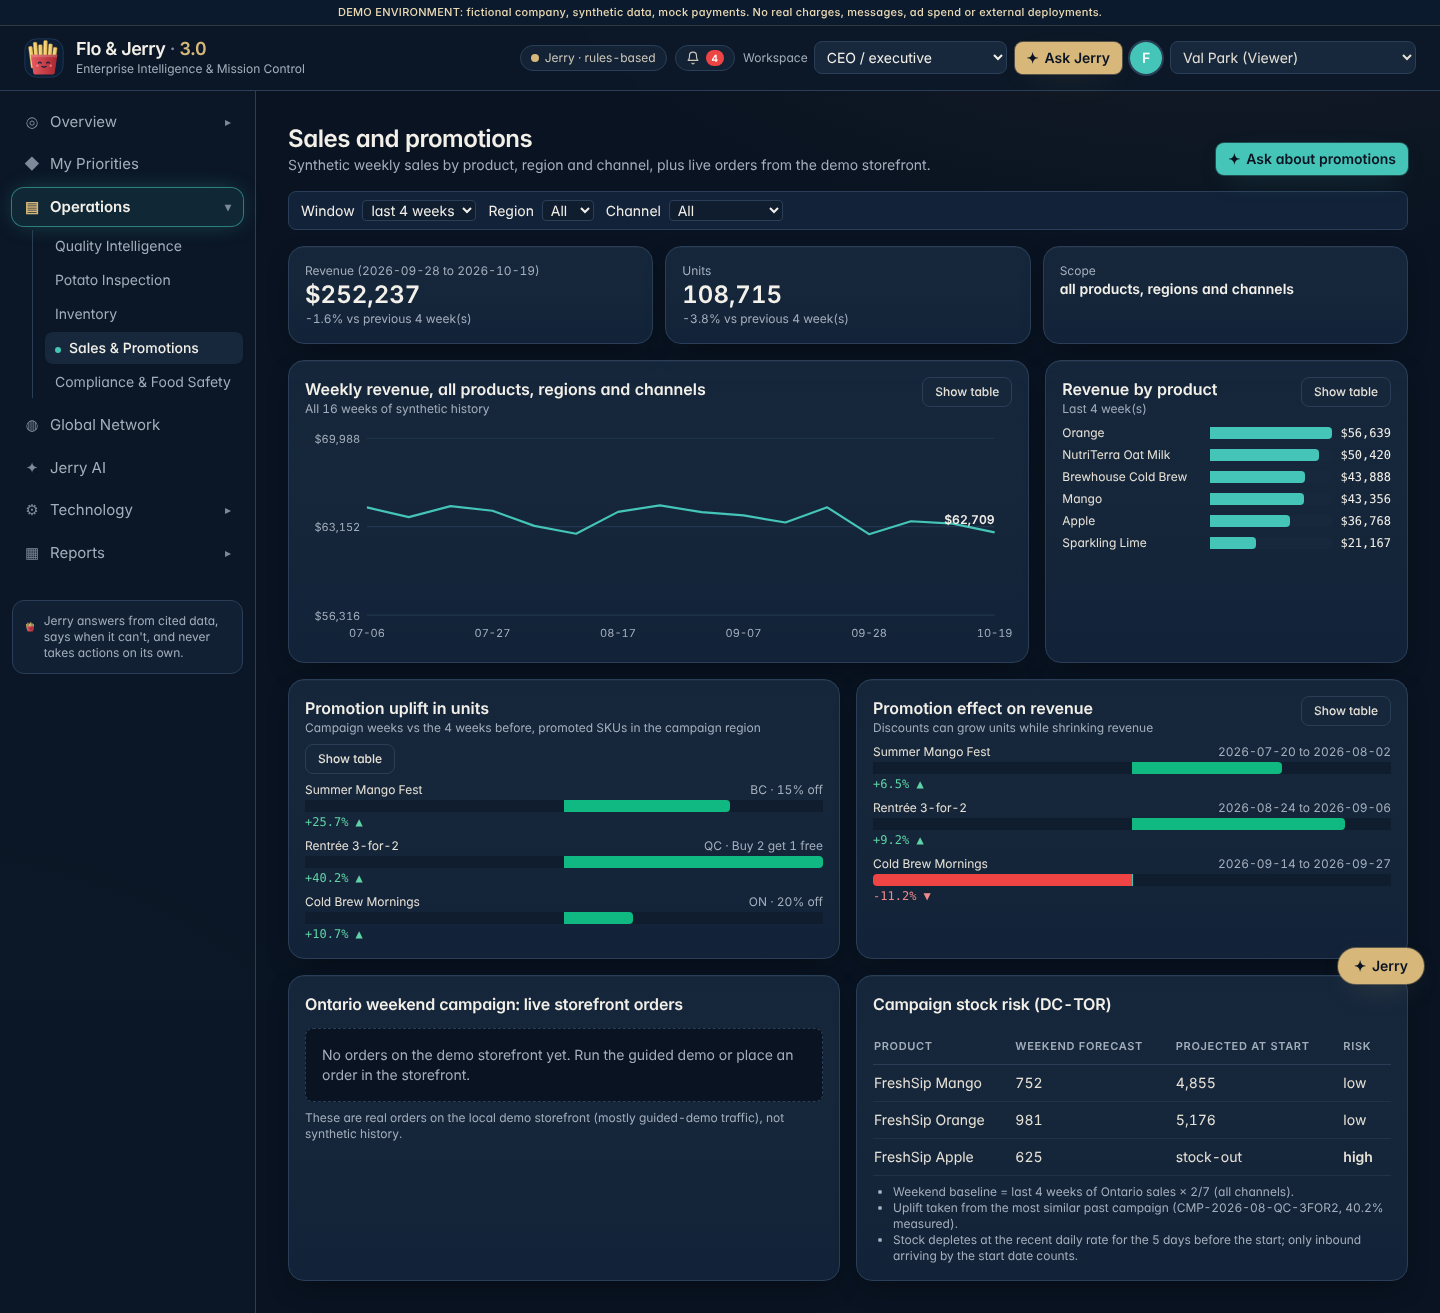 DEMO ENVIRONMENT: fictional company, synthetic data, mock payments. No real charges, messages, ad spend or external deployments.
Flo & Jerry · 3.0
Enterprise Intelligence & Mission Control
Jerry · rules-based
4
Workspace
CEO / executive
✦ Ask Jerry
F
Val Park (Viewer)
Overview
My Priorities
Operations
Quality Intelligence
Potato Inspection
Inventory
Sales & Promotions
Compliance & Food Safety
Global Network
Jerry AI
Technology
Reports
Jerry answers from cited data,
says when it can't, and never
takes actions on its own.
Sales and promotions
Synthetic weekly sales by product, region and channel, plus live orders from the demo storefront.
✦ Ask about promotions
Window last 4 weeks Region All Channel All
Revenue (2026-09-28 to 2026-10-19)
$252,237
-1.6% vs previous 4 week(s)
Units
108,715
-3.8% vs previous 4 week(s)
Scope
all products, regions and channels
Weekly revenue, all products, regions and channels
All 16 weeks of synthetic history
Show table
$69,988
$63,152
$56,316
$62,709
07-06 07-27 08-17 09-07 09-28 10-19
Revenue by product
Last 4 week(s)
Show table
Orange $56,639
NutriTerra Oat Milk $50,420
Brewhouse Cold Brew $43,888
Mango $43,356
Apple $36,768
Sparkling Lime $21,167
Promotion uplift in units
Campaign weeks vs the 4 weeks before, promoted SKUs in the campaign region
Show table
Summer Mango Fest BC · 15% off
+25.7% ▲
Rentrée 3-for-2 QC · Buy 2 get 1 free
+40.2% ▲
Cold Brew Mornings ON · 20% off
+10.7% ▲
Promotion effect on revenue
Discounts can grow units while shrinking revenue
Show table
Summer Mango Fest 2026-07-20 to 2026-08-02
+6.5% ▲
Rentrée 3-for-2 2026-08-24 to 2026-09-06
+9.2% ▲
Cold Brew Mornings 2026-09-14 to 2026-09-27
-11.2% ▼
✦ Jerry
Ontario weekend campaign: live storefront orders
No orders on the demo storefront yet. Run the guided demo or place an
order in the storefront.
These are real orders on the local demo storefront (mostly guided-demo traffic), not
synthetic history.
Campaign stock risk (DC-TOR)
PRODUCT WEEKEND FORECAST PROJECTED AT START RISK
FreshSip Mango 752 4,855 low
FreshSip Orange 981 5,176 low
FreshSip Apple 625 stock-out high
• Weekend baseline = last 4 weeks of Ontario sales × 2/7 (all channels).
• Uplift taken from the most similar past campaign (CMP-2026-08-QC-3FOR2, 40.2%
measured).
• Stock depletes at the recent daily rate for the 5 days before the start; only inbound
arriving by the start date counts.